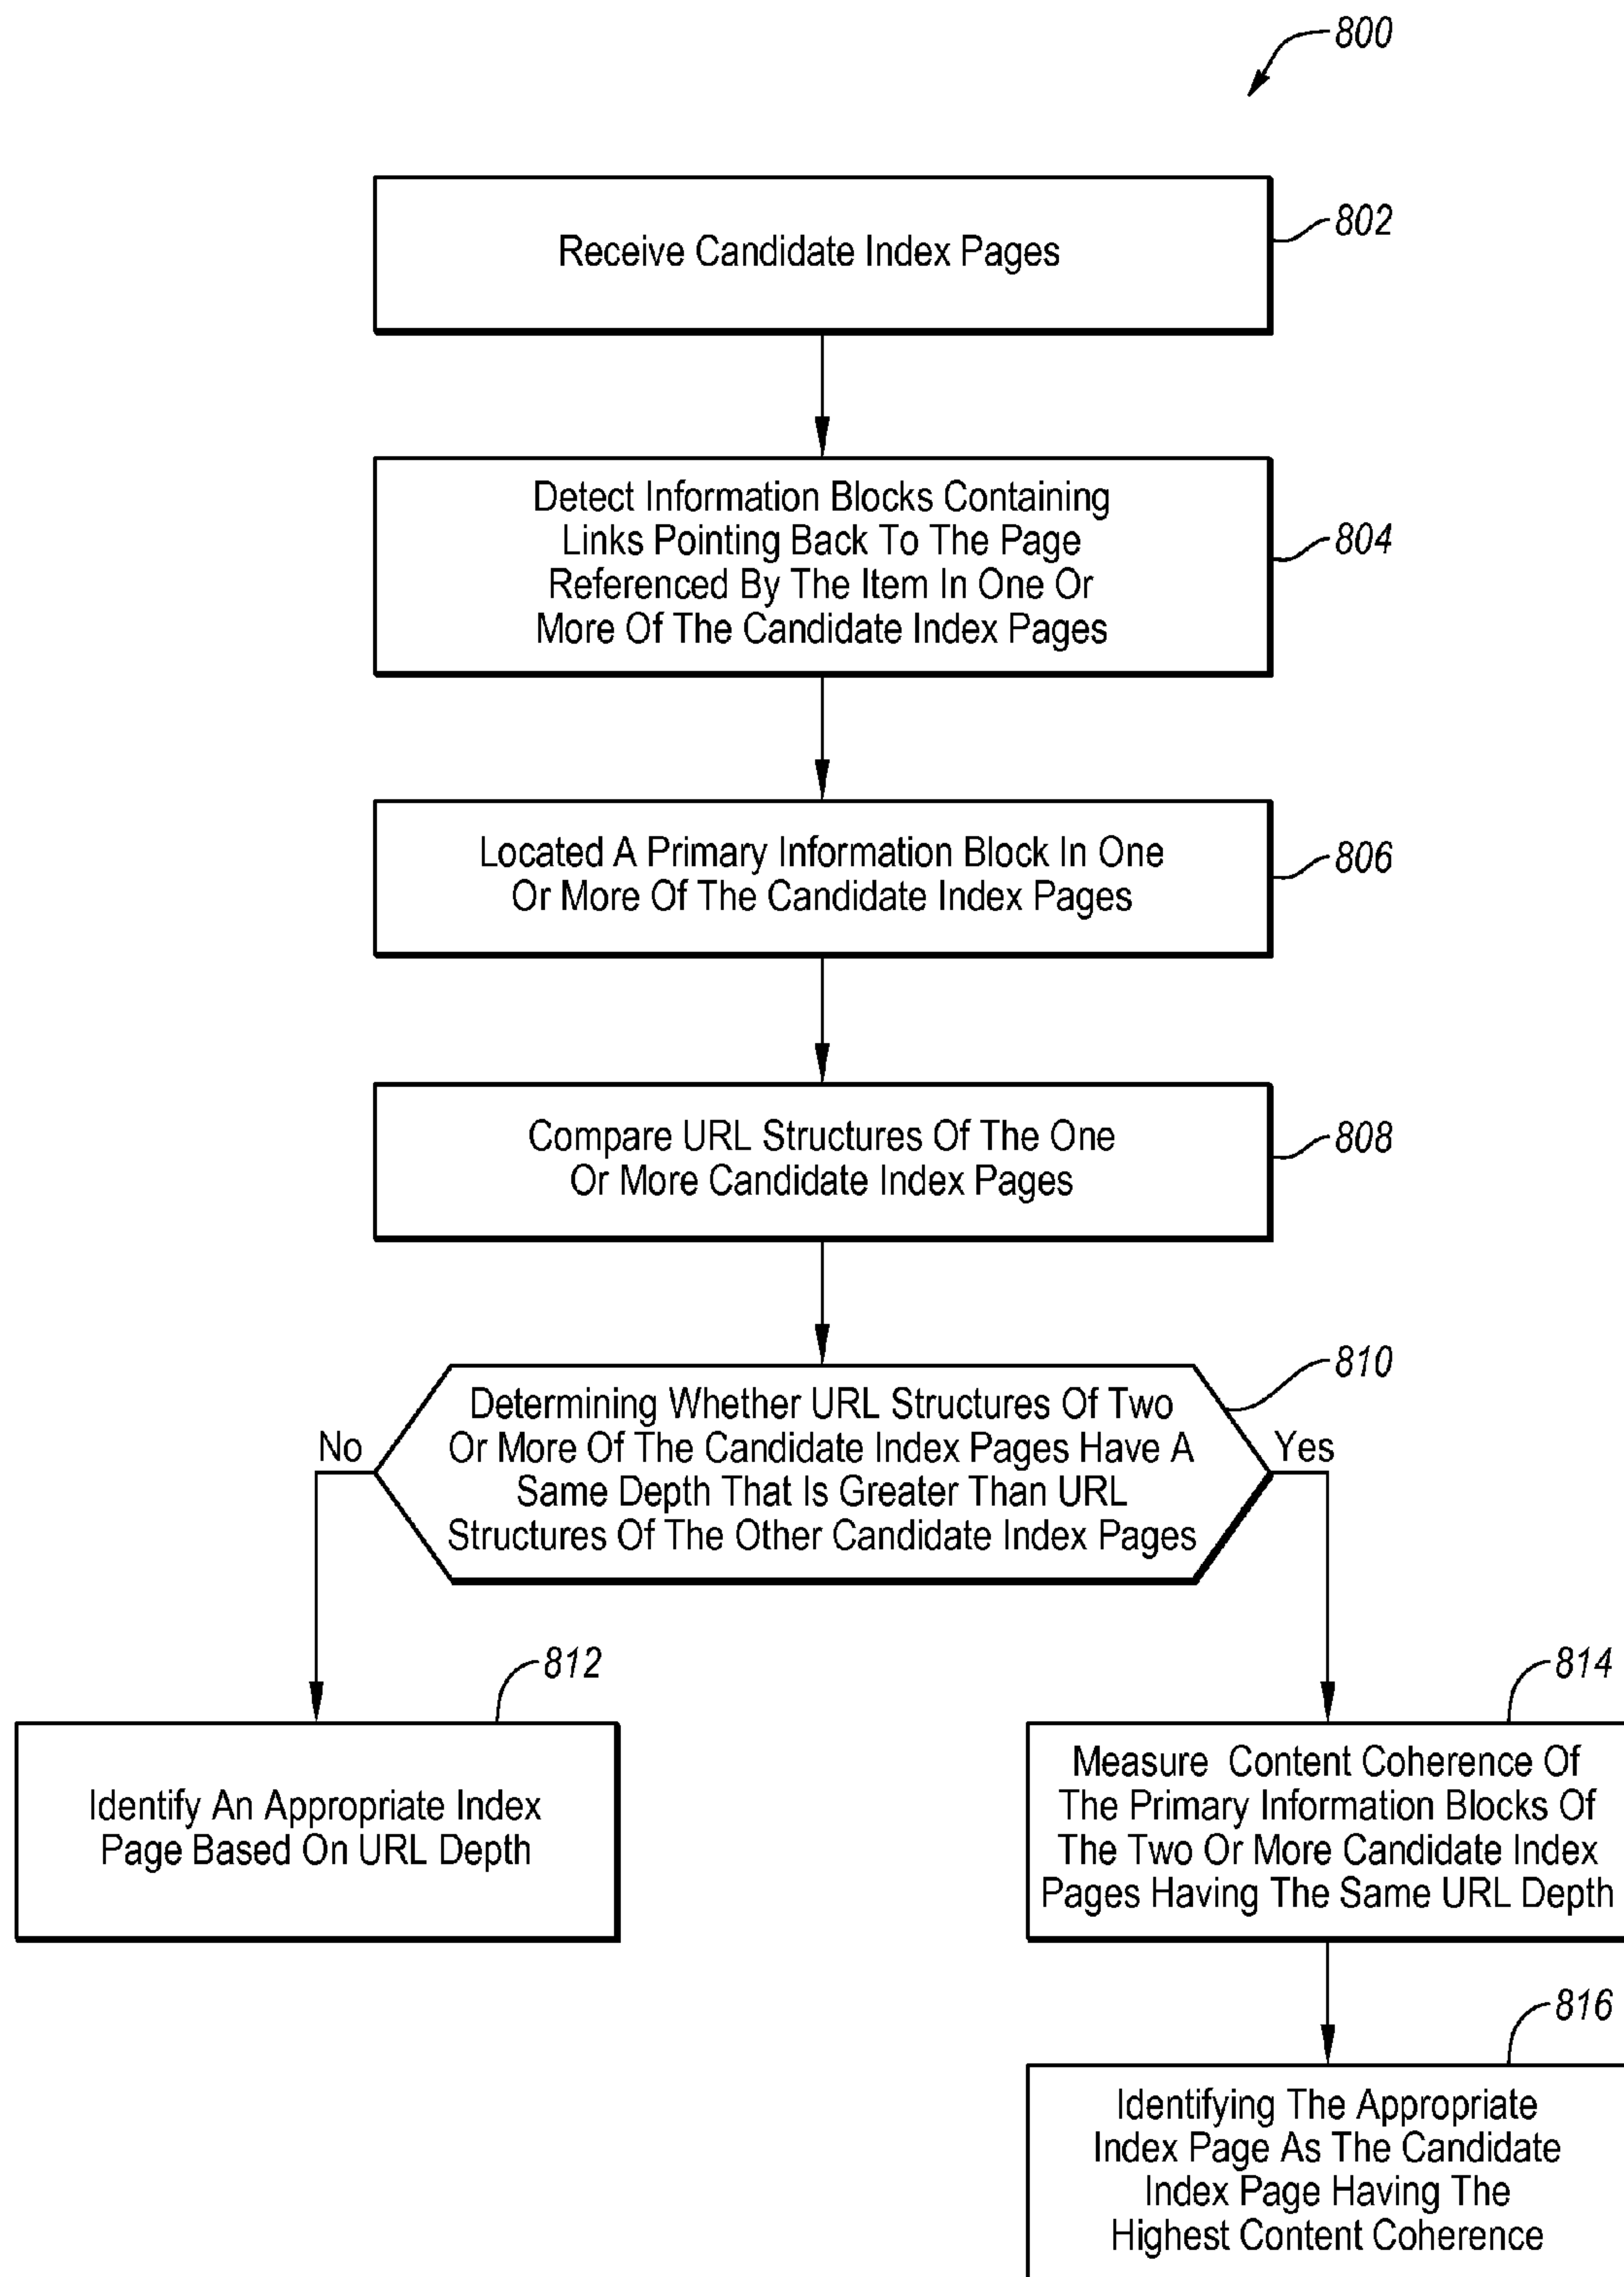 800
802
Receive Candidate Index Pages
Detect Information Blocks Containing
Links Pointing Back To The Page
Referenced By The Item In One Or
More Of The Candidate Index Pages
804
Located A Primary Information Block In One
Or More Of The Candidate Index Pages
806
Compare URL Structures Of The One
Or More Candidate Index Pages
808
810
Determining Whether URL Structures Of Two
Or More Of The Candidate Index Pages Have A
Same Depth That Is Greater Than URL
Structures Of The Other Candidate Index Pages
No
Yes
812
Identify An Appropriate Index
Page Based On URL Depth
814
Measure Content Coherence Of
The Primary Information Blocks Of
The Two Or More Candidate Index
Pages Having The Same URL Depth
816
Identifying The Appropriate
Index Page As The Candidate
Index Page Having The
Highest Content Coherence